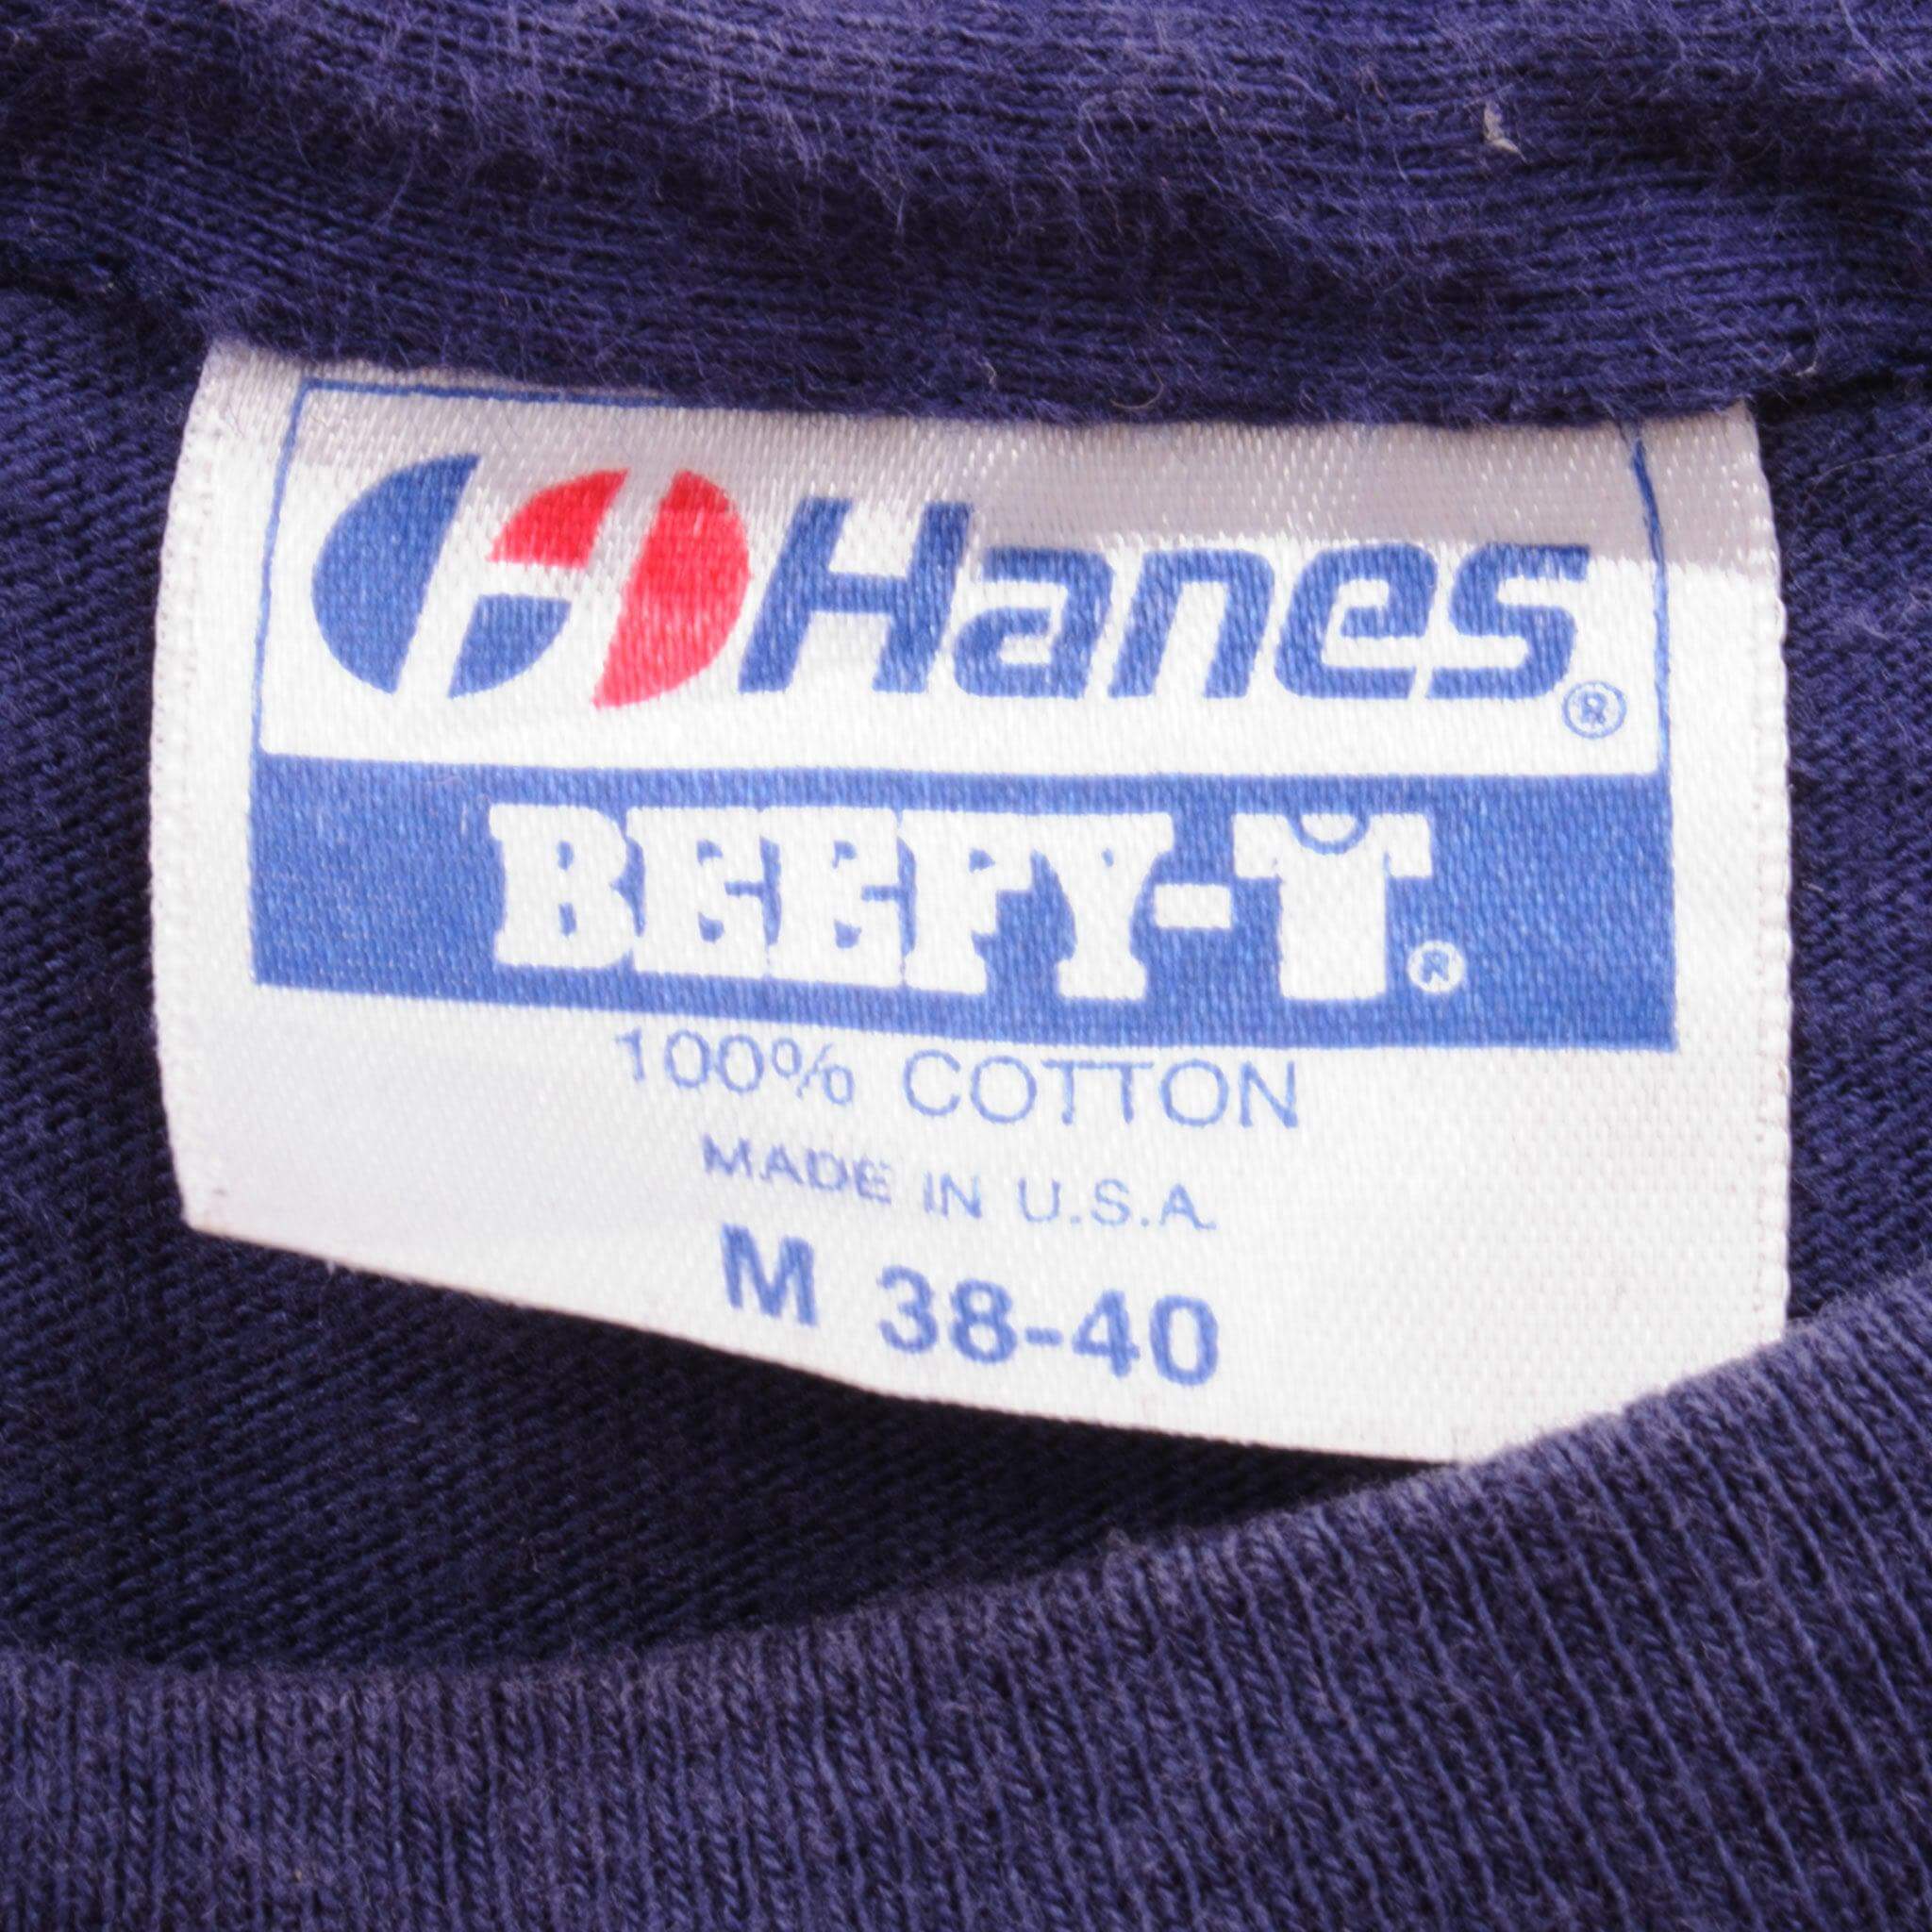 Hanes®
BEEFY-T®
100% COTTON
MADE IN U.S.A.
M 38-40